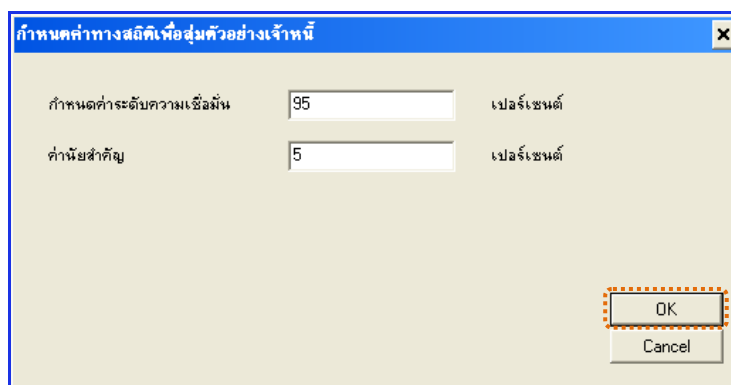 กำหนดค่าทางสถิติเพื่อสุ่มตัวอย่างเจ้าหนี้
กำหนดค่าระดับความเชื่อมั่น 95 เปอร์เซนต์
ค่านัยสำคัญ 5 เปอร์เซนต์
OK
Cancel